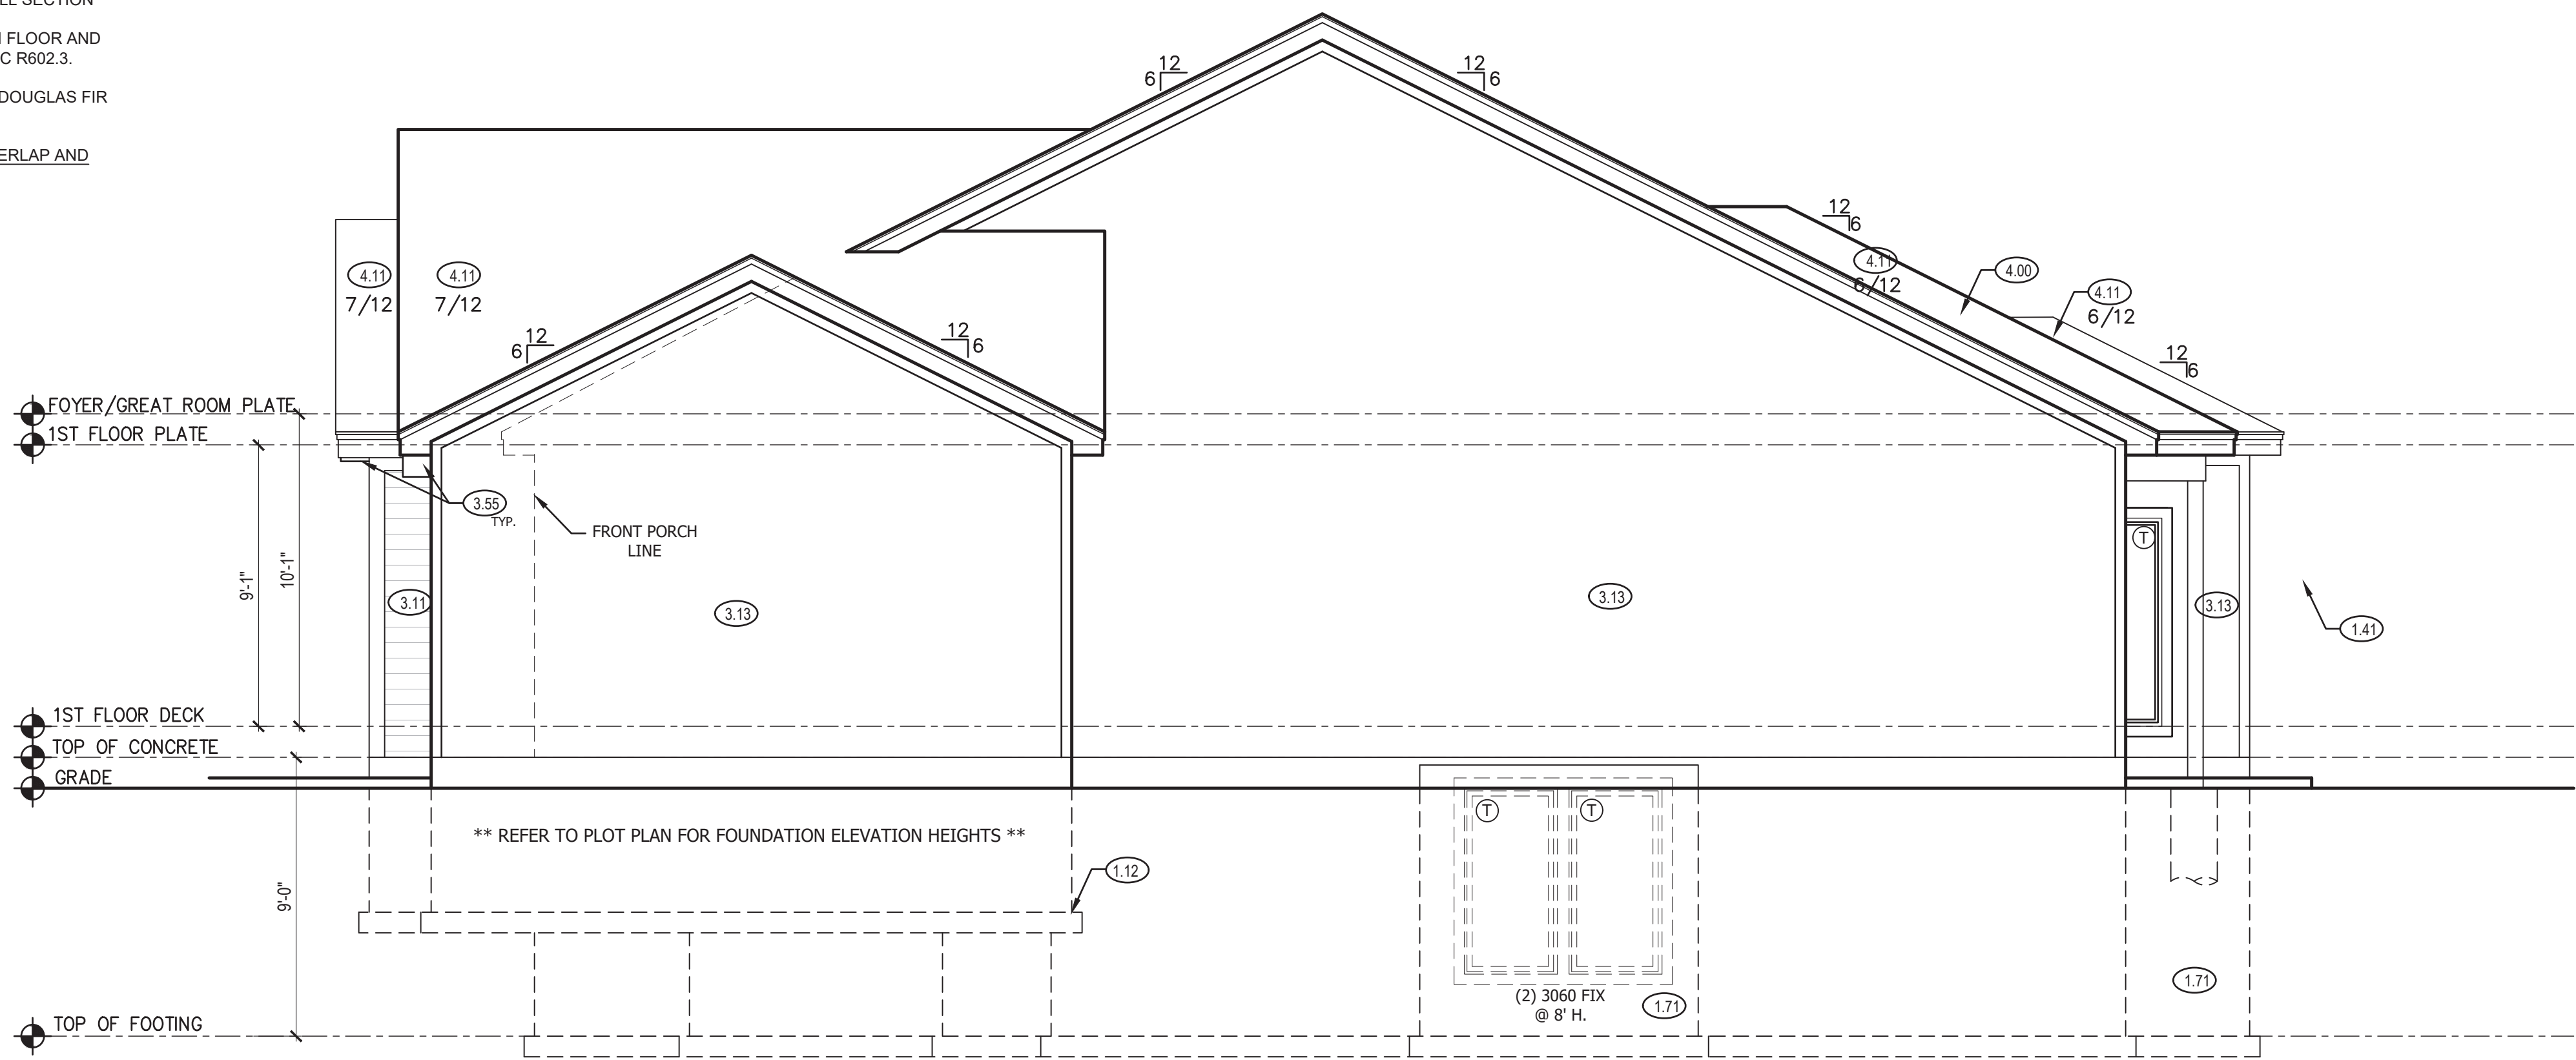 LL SECTION
FLOOR AND
C R602.3.
DOUGLAS FIR
ERLAP AND
12
6
12
6
12
6
4.11
7/12
4.11
7/12
4.11
6/12
4.00
4.11
6/12
12
6
12
6
12
6
FOYER/GREAT ROOM PLATE
1ST FLOOR PLATE
3.55
TYP.
FRONT PORCH
LINE
9'-1"
10'-1"
3.11
3.13
3.13
T
3.13
1.41
1ST FLOOR DECK
TOP OF CONCRETE
GRADE
** REFER TO PLOT PLAN FOR FOUNDATION ELEVATION HEIGHTS **
T
T
1.12
9'-0"
(2) 3060 FIX
@ 8' H.
1.71
1.71
TOP OF FOOTING